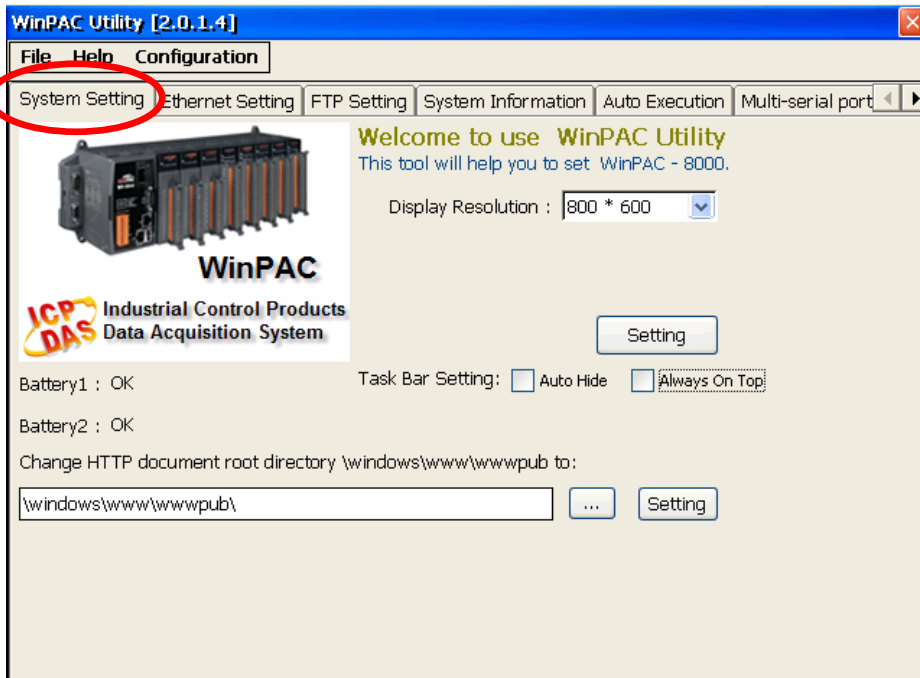 WinPAC Utility [2.0.1.4]
File Help Configuration
System Setting Ethernet Setting FTP Setting System Information Auto Execution Multi-serial port
Welcome to use WinPAC Utility
This tool will help you to set WinPAC - 8000.
Display Resolution : 800 * 600
WinPAC
ICP DAS
Industrial Control Products
Data Acquisition System
Setting
Battery1 : OK
Task Bar Setting: Auto Hide Always On Top
Battery2 : OK
Change HTTP document root directory \windows\www\wwwpub to:
\windows\www\wwwpub\ ... Setting